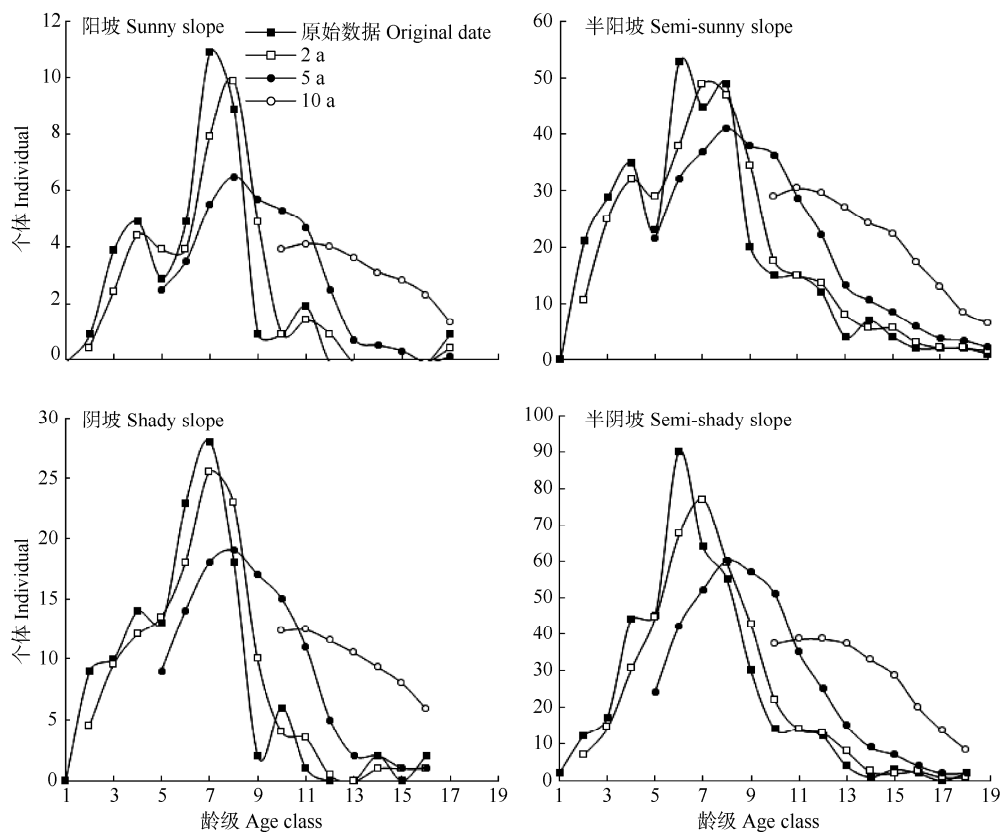 阳坡 Sunny slope
原始数据 Original date
2 a
5 a
10 a
12
10
8
6
4
2
0
个体 Individual
半阳坡 Semi-sunny slope
60
50
40
30
20
10
0
阴坡 Shady slope
30
25
20
15
10
5
0
个体 Individual
1 3 5 7 9 11 13 15 17 19
龄级 Age class
半阴坡 Semi-shady slope
100
90
80
70
60
50
40
30
20
10
0
1 3 5 7 9 11 13 15 17 19
龄级 Age class